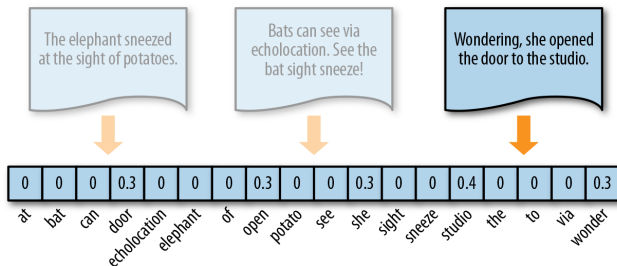 The elephant sneezed
at the sight of potatoes.
Bats can see via
echolocation. See the
bat sight sneeze!
Wondering, she opened
the door to the studio.
0 0 0 0.3 0 0 0 0.3 0 0 0.3 0 0 0.4 0 0 0 0.3
at bat can door echolocation elephant of open potato see she sight sneeze studio the to via wonder